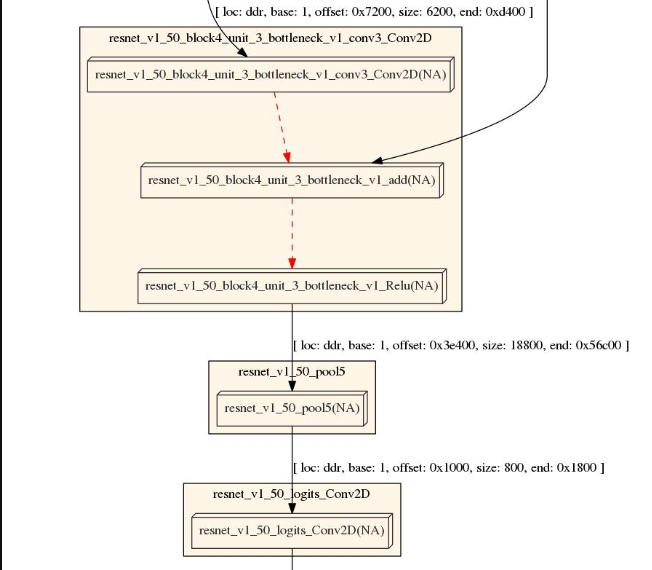 [ loc: ddr, base: 1, offset: 0x7200, size: 6200, end: 0xd400 ]
resnet_v1_50_block4_unit_3_bottleneck_v1_conv3_Conv2D
resnet_v1_50_block4_unit_3_bottleneck_v1_conv3_Conv2D(NA)
resnet_v1_50_block4_unit_3_bottleneck_v1_add(NA)
resnet_v1_50_block4_unit_3_bottleneck_v1_Relu(NA)
[ loc: ddr, base: 1, offset: 0x3e400, size: 18800, end: 0x56c00 ]
resnet_v1_50_pool5
resnet_v1_50_pool5(NA)
[ loc: ddr, base: 1, offset: 0x1000, size: 800, end: 0x1800 ]
resnet_v1_50_logits_Conv2D
resnet_v1_50_logits_Conv2D(NA)